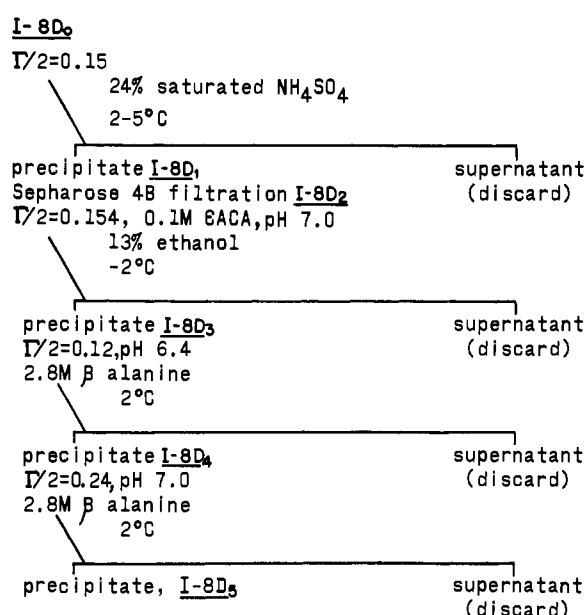 I-8D₀
Γ/2=0.15
24% saturated NH₄SO₄
2-5°C
precipitate I-8D₁ supernatant
Sepharose 4B filtration I-8D₂ (discard)
Γ/2=0.154, 0.1M 6ACA,pH 7.0
13% ethanol
-2°C
precipitate I-8D₃ supernatant
Γ/2=0.12,pH 6.4 (discard)
2.8M β alanine
2°C
precipitate I-8D₄ supernatant
Γ/2=0.24,pH 7.0 (discard)
2.8M β alanine
2°C
precipitate, I-8D₅ supernatant
(discard)